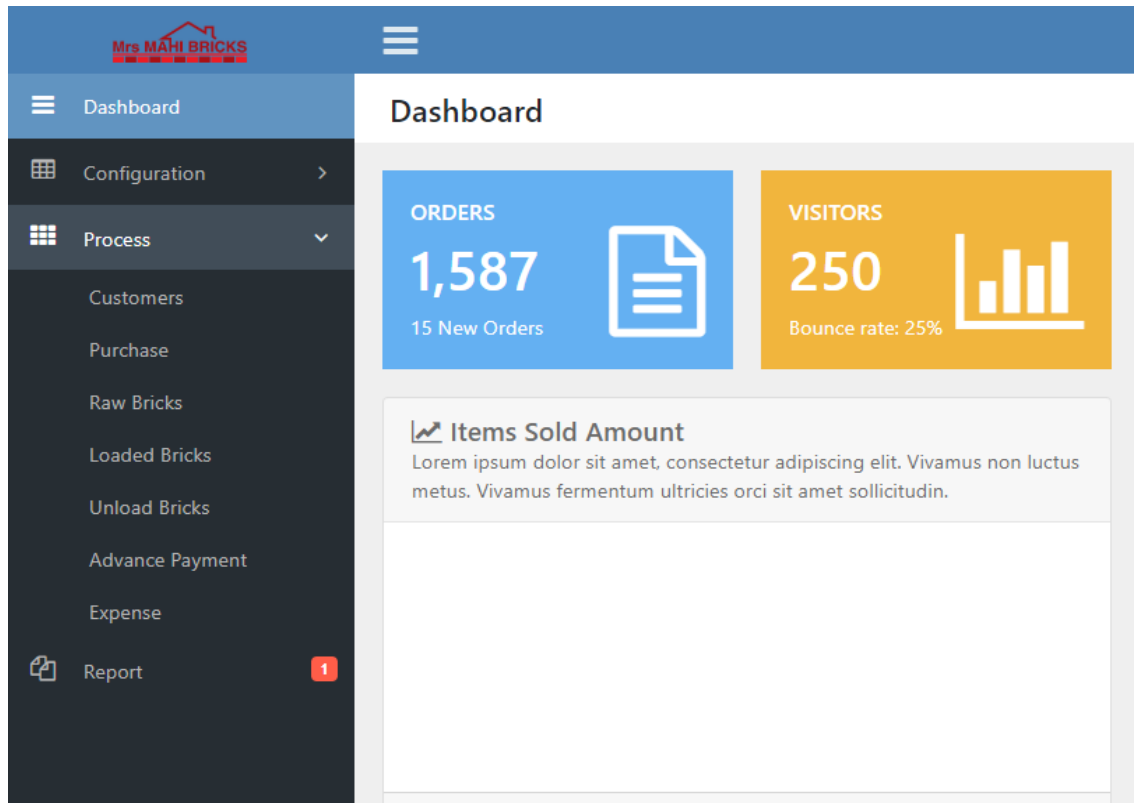 Mrs MAHI BRICKS
Dashboard
Configuration
Process
Customers
Purchase
Raw Bricks
Loaded Bricks
Unload Bricks
Advance Payment
Expense
Report
1
Dashboard
ORDERS
1,587
15 New Orders
VISITORS
250
Bounce rate: 25%
Items Sold Amount
Lorem ipsum dolor sit amet, consectetur adipiscing elit. Vivamus non luctus
metus. Vivamus fermentum ultricies orci sit amet sollicitudin.